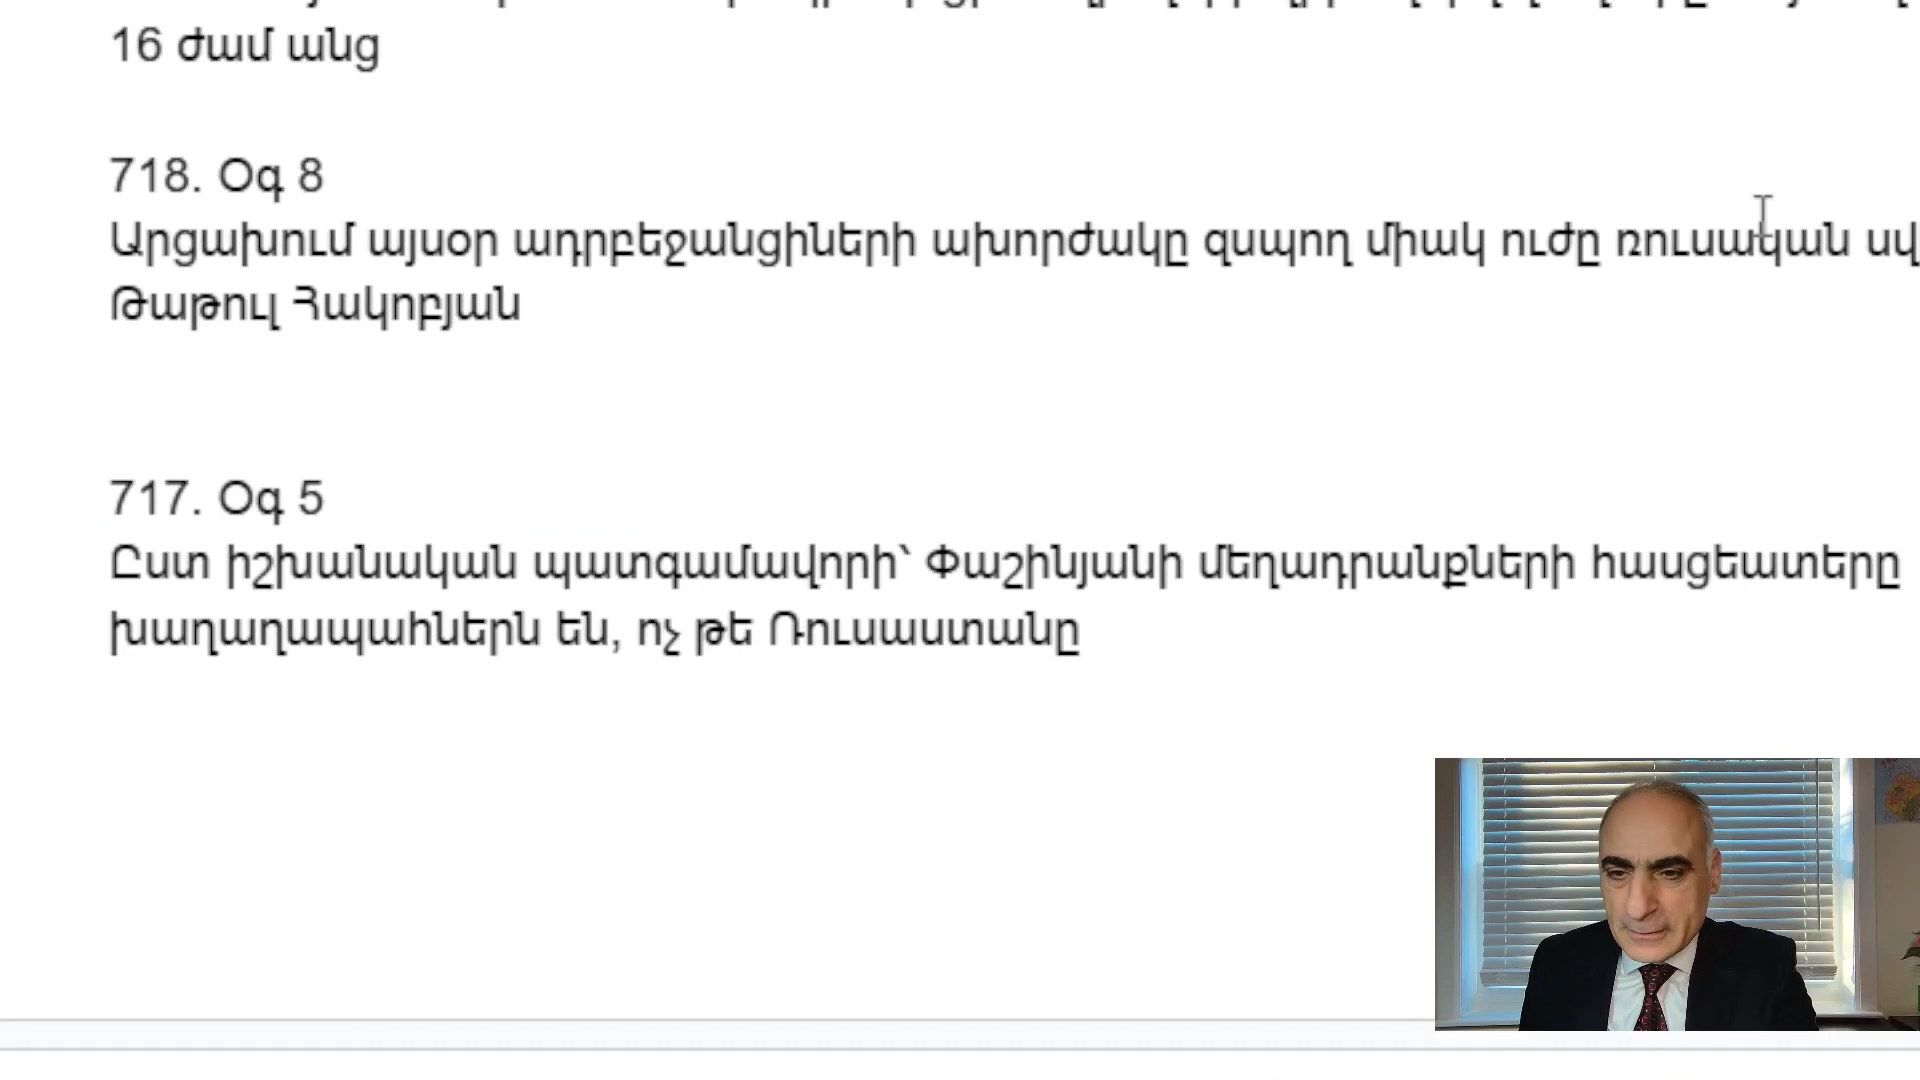 16 ժամ անց
718. Օգ 8
Արցախում այսօր ադրբեջանցիների ախորժակը զսպող միակ ուժը ռուսական
Թաթուլ Հակոբյան
717. Օգ 5
Ըստ իշխանական պատգամավորի՝ Փաշինյանի մեղադրանքների հասցեատերը
խաղաղապահներն են, ոչ թե Ռուսաստանը